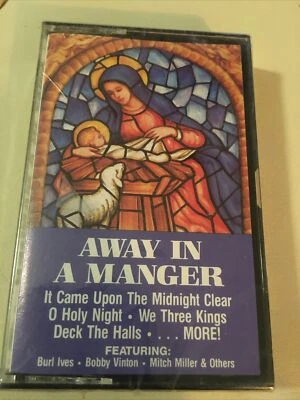 AWAY IN
A MANGER
It Came Upon The Midnight Clear
O Holy Night • We Three Kings
Deck The Halls • . . . . MORE!
FEATURING:
Burl Ives • Bobby Vinton • Mitch Miller & Others